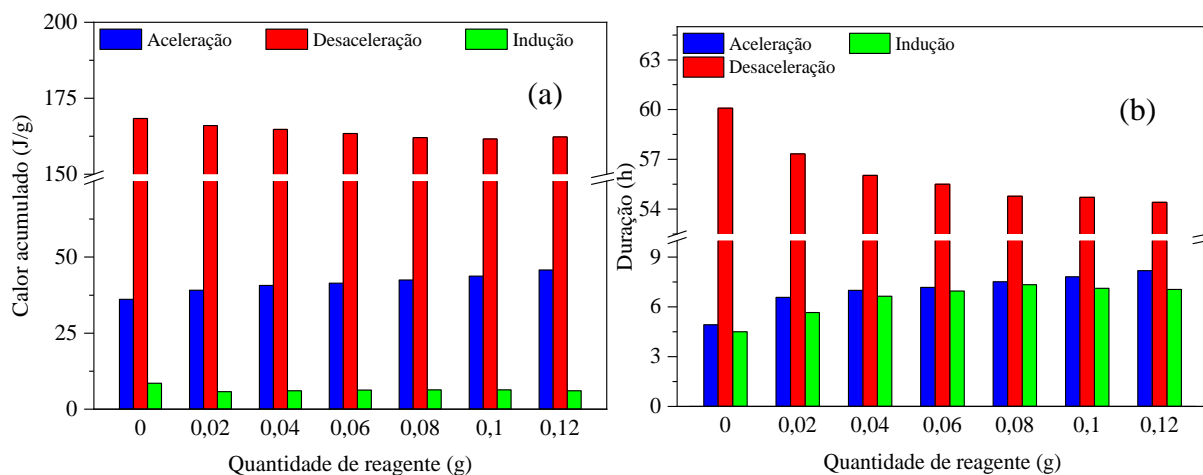 200
175
150
50
25
0
Calor acumulado (J/g)
Aceleração Desaceleração Indução
(a)
0 0,02 0,04 0,06 0,08 0,1 0,12
Quantidade de reagente (g)
63
60
57
54
9
6
3
0
Duração (h)
Aceleração Indução
Desaceleração
(b)
0 0,02 0,04 0,06 0,08 0,1 0,12
Quantidade de reagente (g)